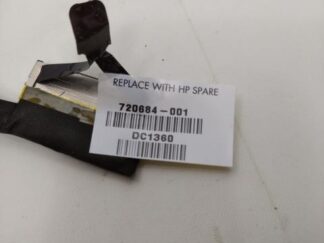 REPLACE WITH HP SPARE
720684-001
DC1360